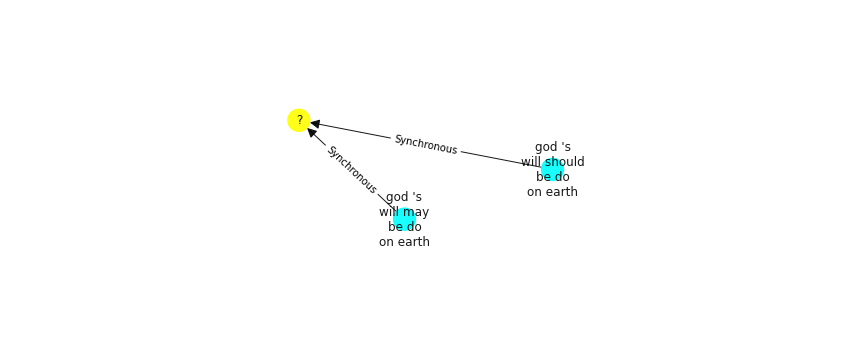 ?
Synchronous
god 's
will should
be do
on earth
Synchronous
god 's
will may
be do
on earth